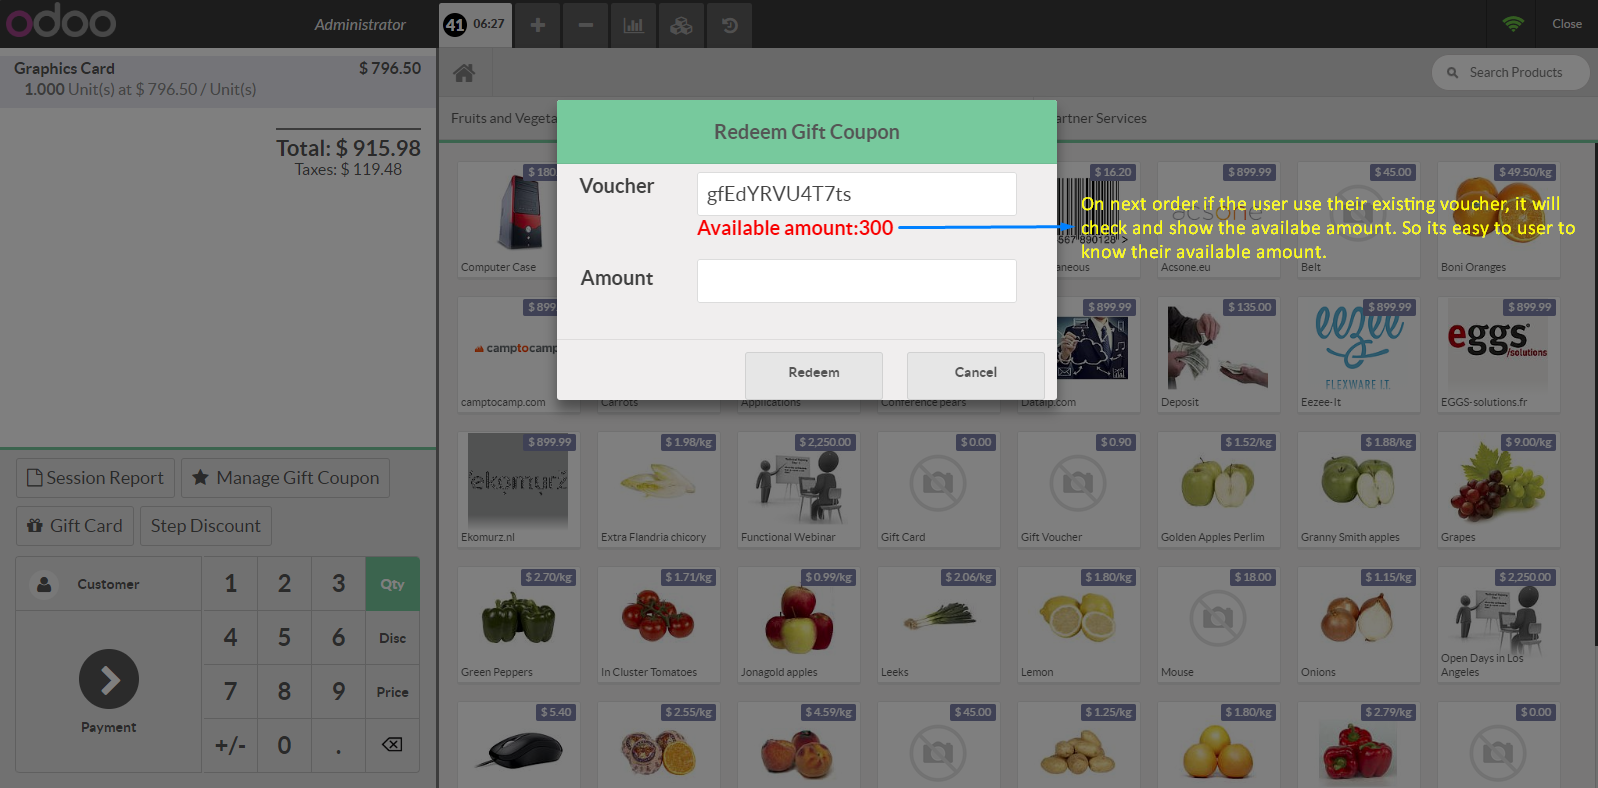 odoo
Administrator
41 06:27
Close
Graphics Card $ 796.50
1.000 Unit(s) at $ 796.50 / Unit(s)
Total: $ 915.98
Taxes: $ 119.48
Search Products
Fruits and Vegeta
artner Services
Redeem Gift Coupon
Voucher gfEdYRVU4T7ts
Available amount:300
Amount
Redeem Cancel
On next order if the user use their existing voucher, it will
check and show the availabe amount. So its easy to user to
know their available amount.
$ 180
$ 16.20
$ 899.99
$ 45.00
$ 49.50/kg
567 890128 >
acsone
Computer Case
aneous
Acsone.eu
Belt
Boni Oranges
$ 899
$ 899.99
$ 135.00
$ 899.99
$ 899.99
camptocamp
eezee
FLEXWARE I.T.
eggs
/solutions
camptocamp.com
Carrots
Applications
Conference pears
Dataip.com
Deposit
Eezee-It
EGGS-solutions.fr
$ 899.99
$ 1.98/kg
$ 2,250.00
$ 0.00
$ 0.90
$ 1.52/kg
$ 1.88/kg
$ 9.00/kg
ekomurz
Ekomurz.nl
Extra Flandria chicory
Functional Webinar
Gift Card
Gift Voucher
Golden Apples Perlim
Granny Smith apples
Grapes
$ 2.70/kg
$ 1.71/kg
$ 0.99/kg
$ 2.06/kg
$ 1.80/kg
$ 18.00
$ 1.15/kg
$ 2,250.00
Green Peppers
In Cluster Tomatoes
Jonagold apples
Leeks
Lemon
Mouse
Onions
Open Days in Los
Angeles
$ 5.40
$ 2.55/kg
$ 4.59/kg
$ 45.00
$ 1.25/kg
$ 1.80/kg
$ 2.79/kg
$ 0.00
Session Report
Manage Gift Coupon
Gift Card
Step Discount
Customer
1 2 3 Qty
4 5 6 Disc
7 8 9 Price
+/- 0 .
Payment